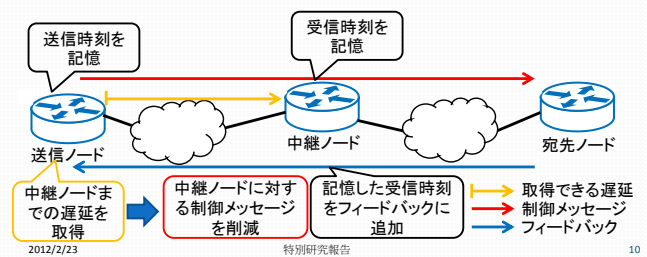 送信時刻を
記憶
受信時刻を
記憶
送信ノード
中継ノード
宛先ノード
中継ノードま
での遅延を
取得
中継ノードに対す
る制御メッセージ
を削減
記憶した受信時刻
をフィードバックに
追加
取得できる遅延
制御メッセージ
フィードバック
2012/2/23
特別研究報告
10